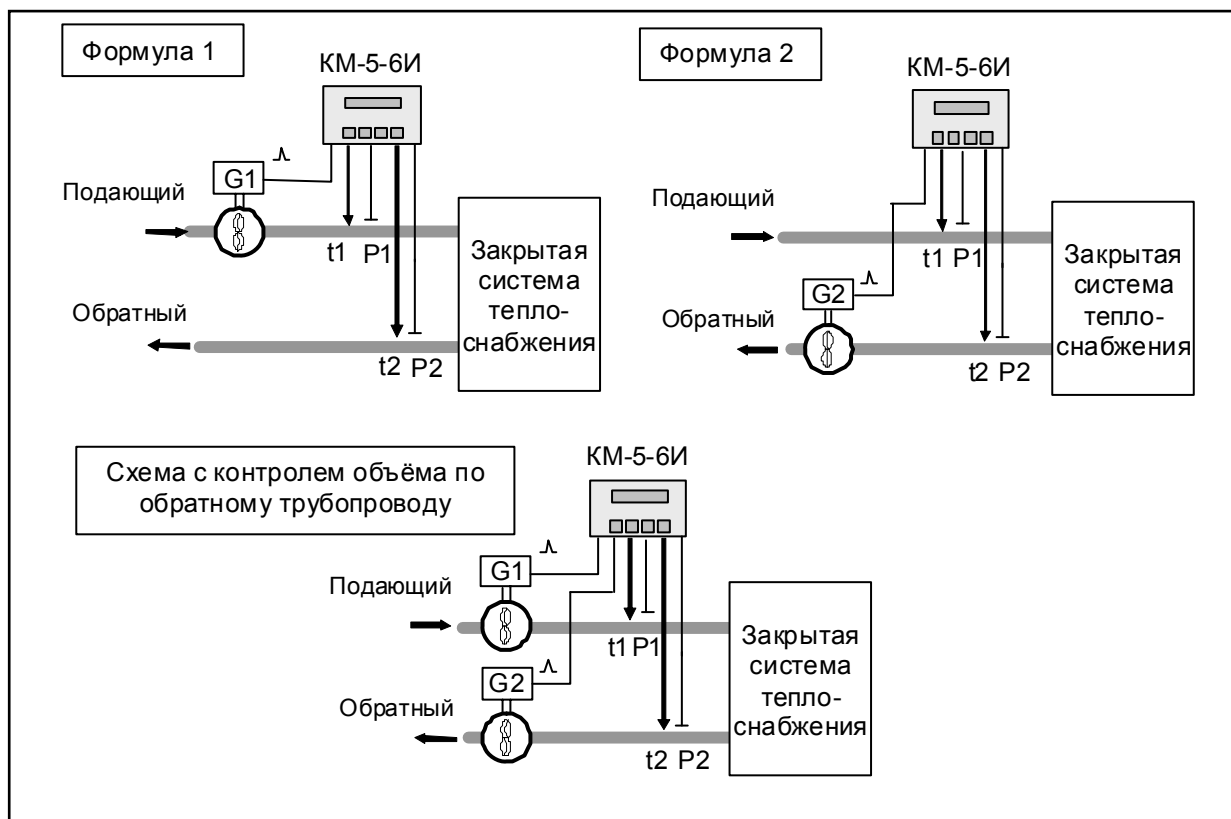 Формула 1
КМ-5-6И
G1
Подающий
t1 P1
Обратный
t2 P2
Закрытая
система
тепло-
снабжения
Формула 2
КМ-5-6И
Подающий
t1 P1
G2
Обратный
t2 P2
Закрытая
система
тепло-
снабжения
Схема с контролем объёма по
обратному трубопроводу
КМ-5-6И
G1
Подающий
t1 P1
G2
Обратный
t2 P2
Закрытая
система
тепло-
снабжения